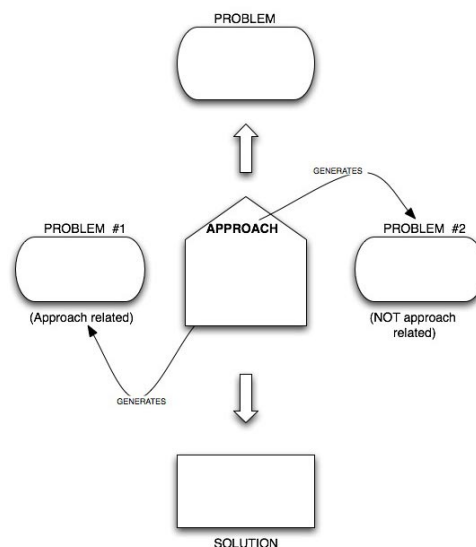 PROBLEM
GENERATES
APPROACH
PROBLEM #1
PROBLEM #2
(Approach related)
(NOT approach
related)
GENERATES
SOLUTION